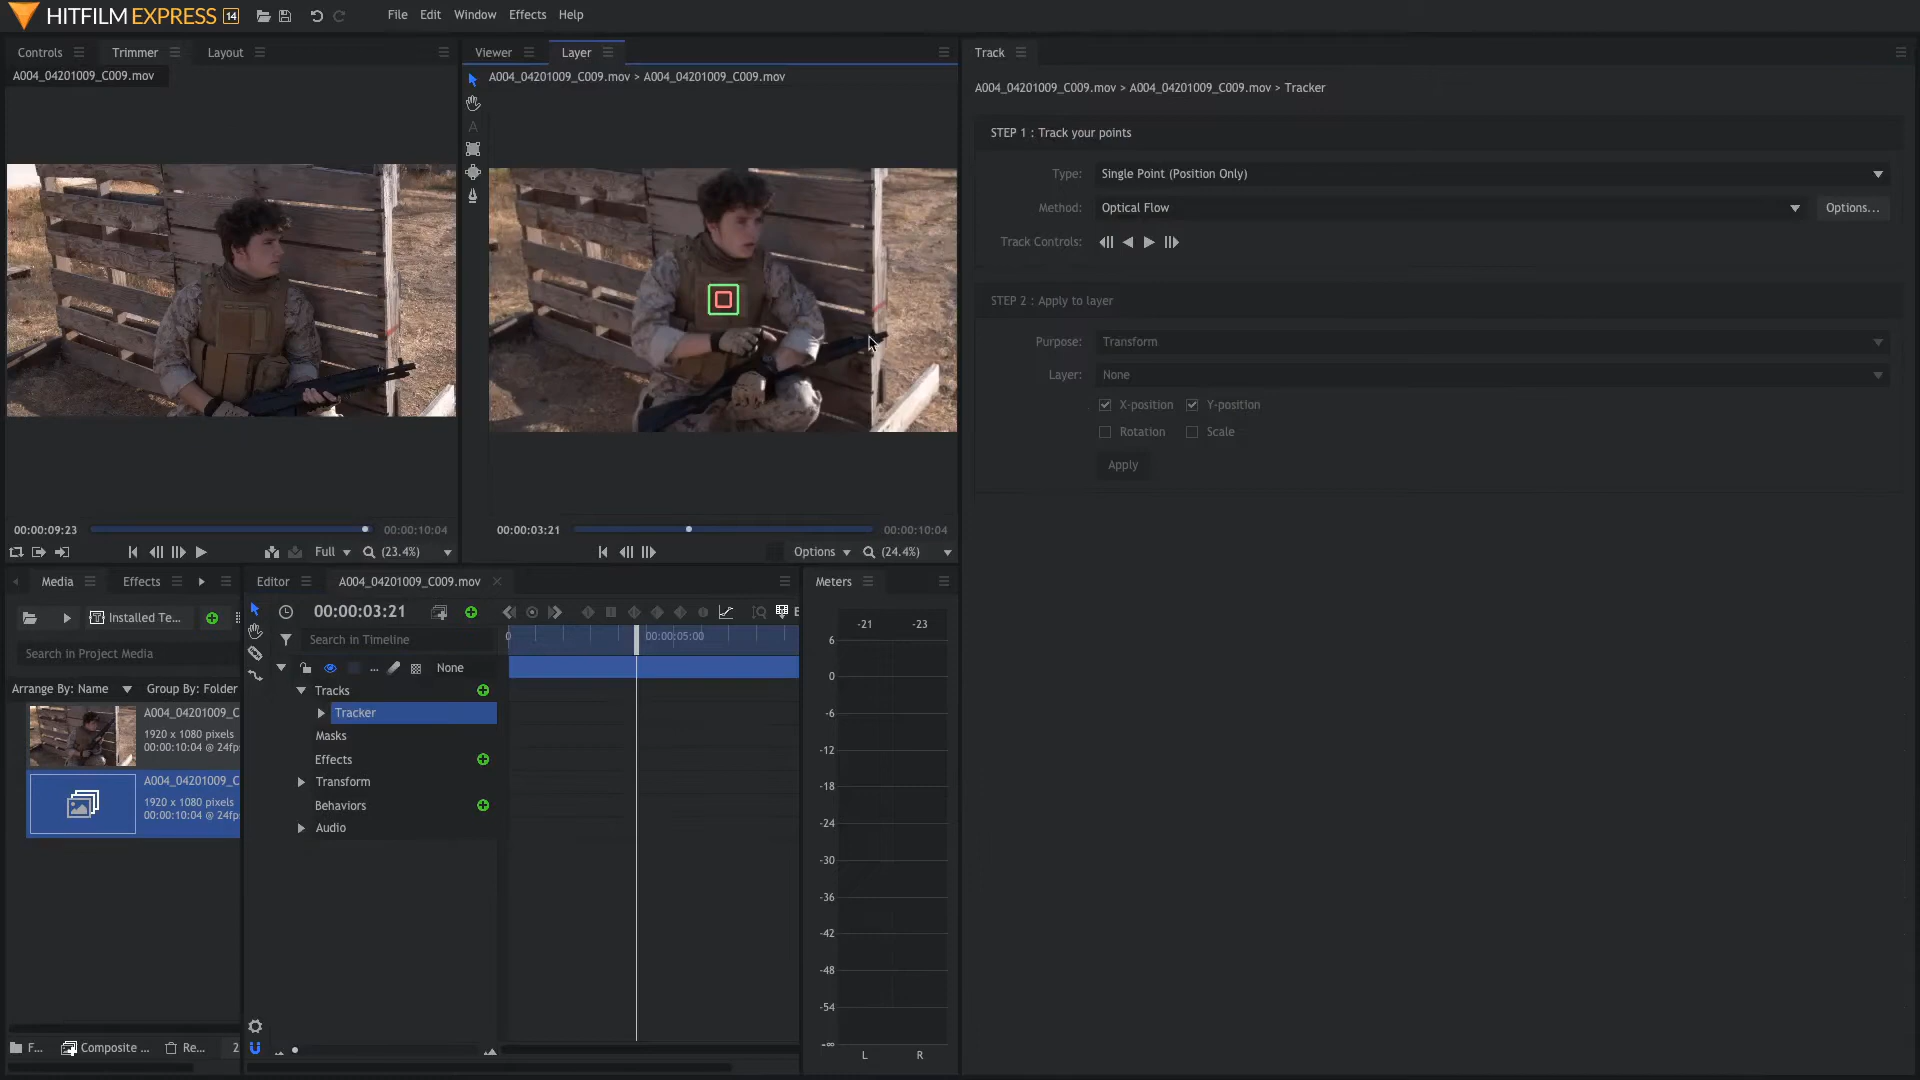 HITFILM EXPRESS 14
File Edit Window Effects Help
Controls Trimmer Layout
A004_04201009_C009.mov
Viewer Layer
A004_04201009_C009.mov > A004_04201009_C009.mov
Track
A004_04201009_C009.mov > A004_04201009_C009.mov > Tracker
STEP 1 : Track your points
Type: Single Point (Position Only)
Method: Optical Flow Options...
Track Controls:
STEP 2 : Apply to layer
Purpose: Transform
Layer: None
X-position Y-position
Rotation Scale
Apply
00:00:09:23 00:00:10:04
Full (23.4%)
00:00:03:21 00:00:10:04
Options (24.4%)
Media Effects
Installed Te...
Search in Project Media
Arrange By: Name Group By: Folder
A004_04201009_C
1920 x 1080 pixels
00:00:10:04 @ 24fp
A004_04201009_C
1920 x 1080 pixels
00:00:10:04 @ 24fp
F... Composite ... Re... 2
Editor A004_04201009_C009.mov
00:00:03:21 E
Search in Timeline
0 00:00:05:00
... None
Tracks
Tracker
Masks
Effects
Transform
Behaviors
Audio
Meters
-21 -23
6
0
-6
-12
-18
-24
-30
-36
-42
-48
-54
-∞
L R